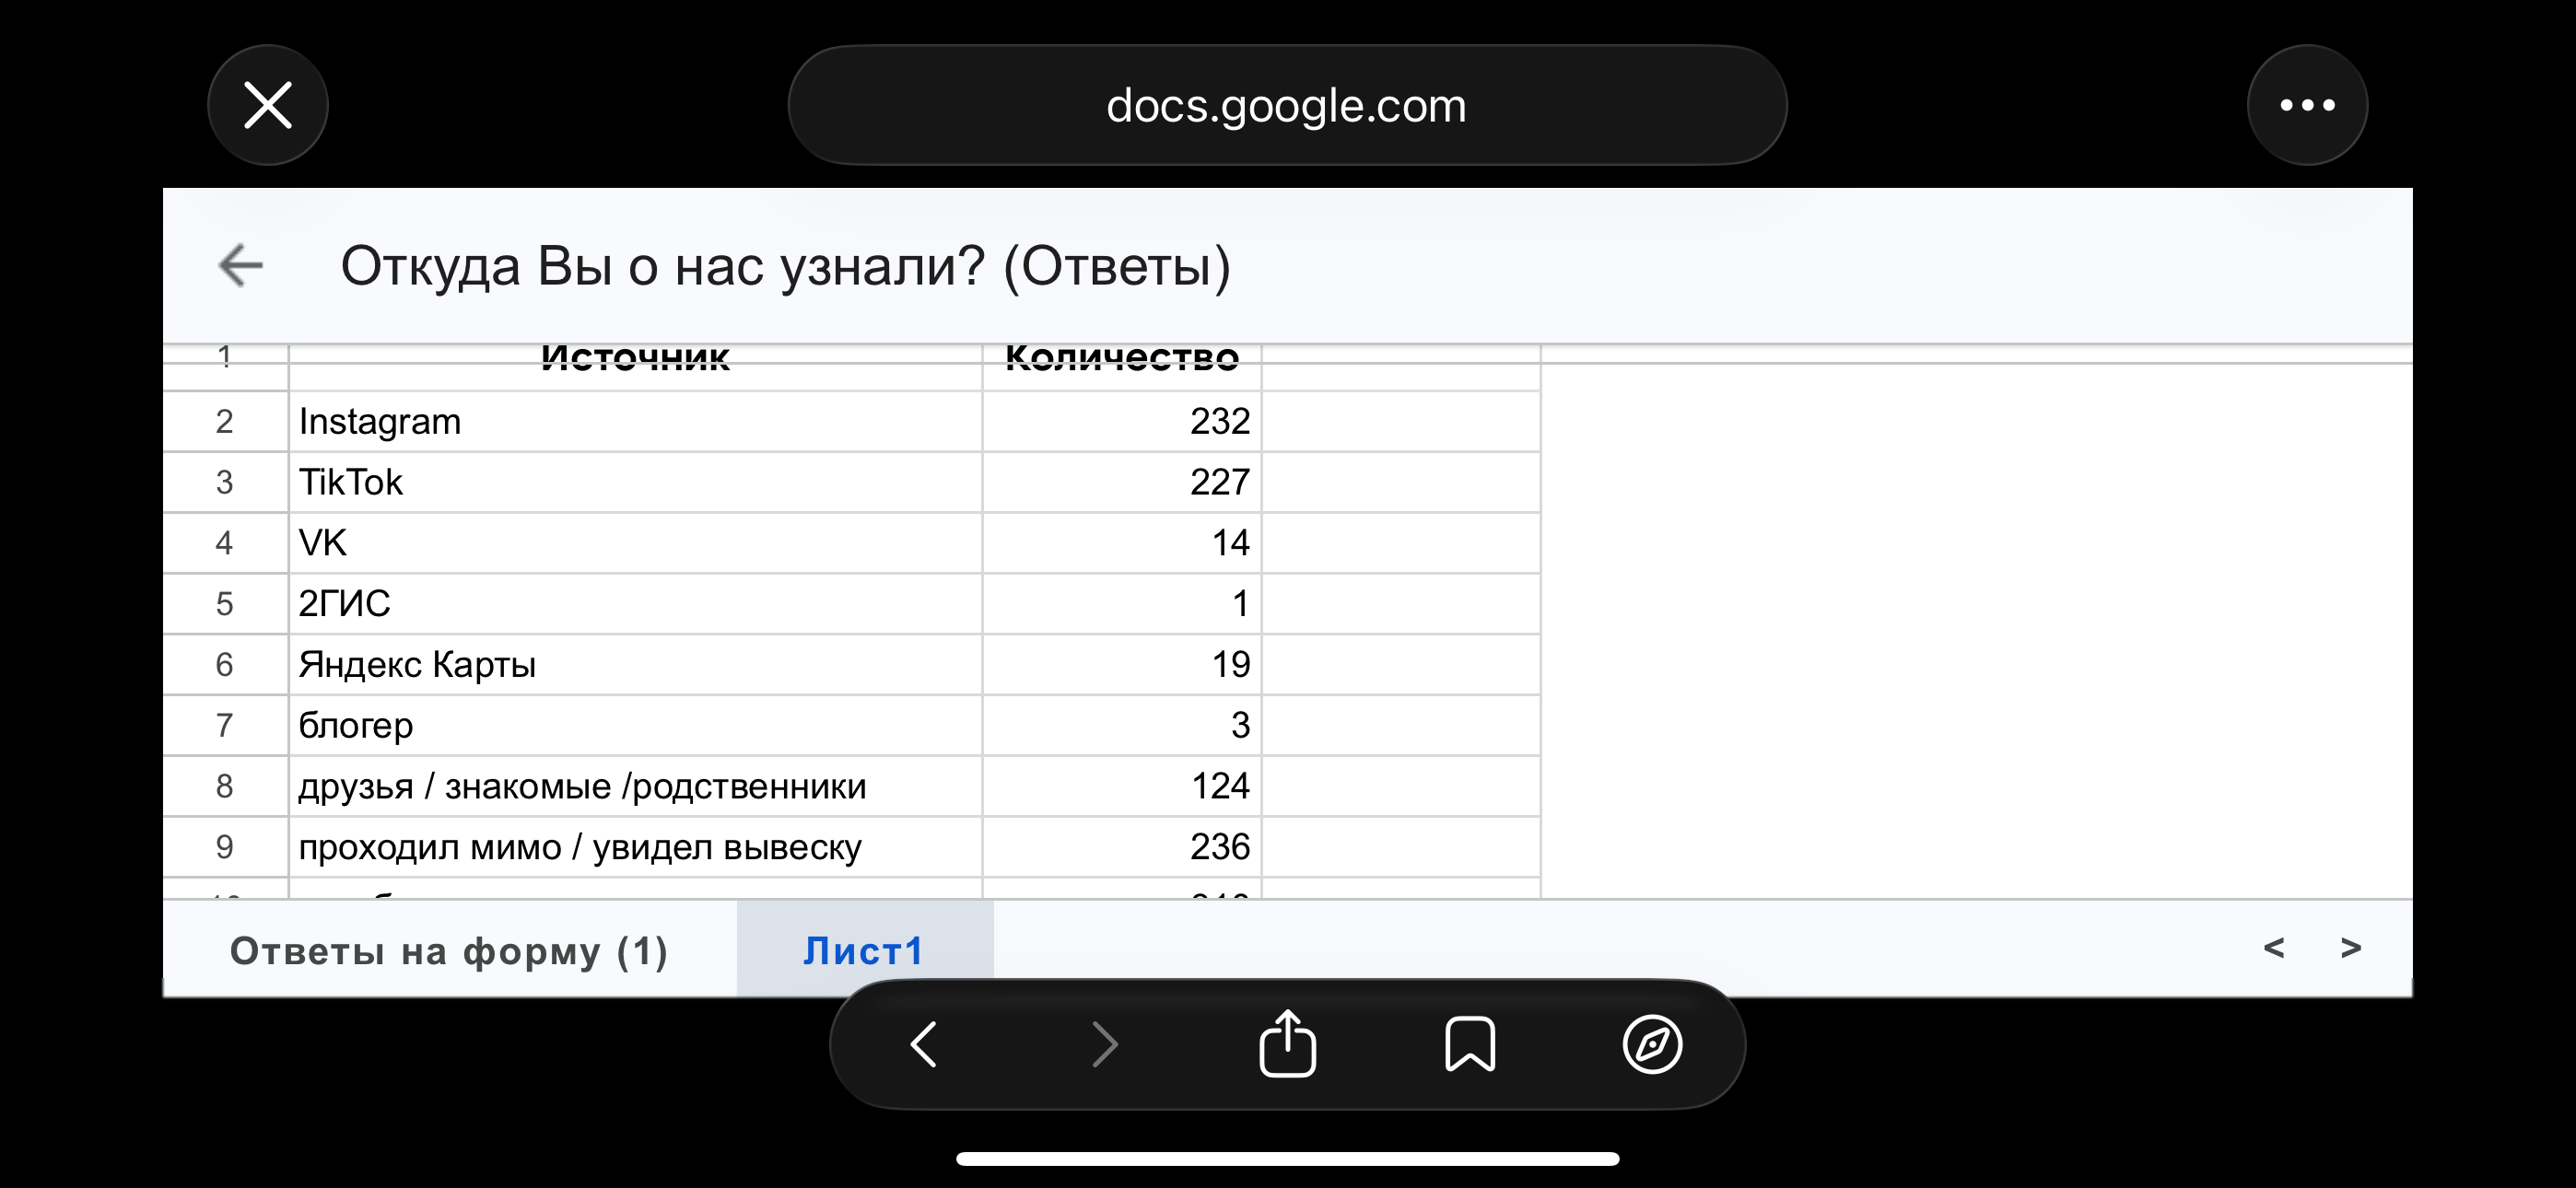 docs.google.com
Откуда Вы о нас узнали? (Ответы)
1 Источник Количество
2 Instagram 232
3 TikTok 227
4 VK 14
5 2ГИС 1
6 Яндекс Карты 19
7 блогер 3
8 друзья / знакомые /родственники 124
9 проходил мимо / увидел вывеску 236
Ответы на форму (1) Лист1 < >